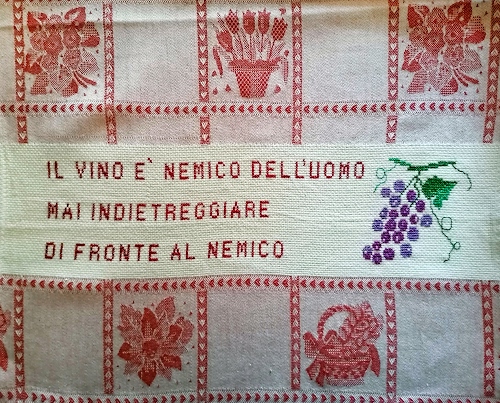 IL VINO E' NEMICO DELL'UOMO
MAI INDIETREGGIARE
DI FRONTE AL NEMICO